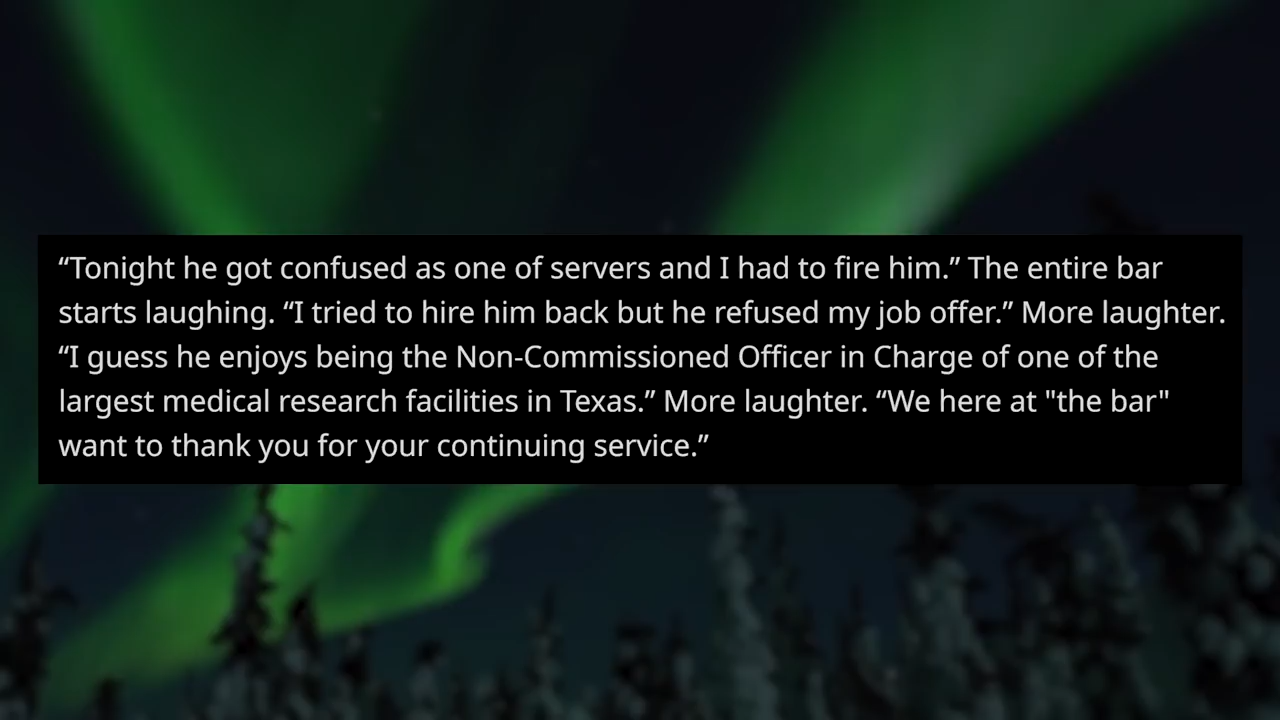 “Tonight he got confused as one of servers and I had to fire him.” The entire bar
starts laughing. “I tried to hire him back but he refused my job offer.” More laughter.
“I guess he enjoys being the Non-Commissioned Officer in Charge of one of the
largest medical research facilities in Texas.” More laughter. “We here at "the bar"
want to thank you for your continuing service.”